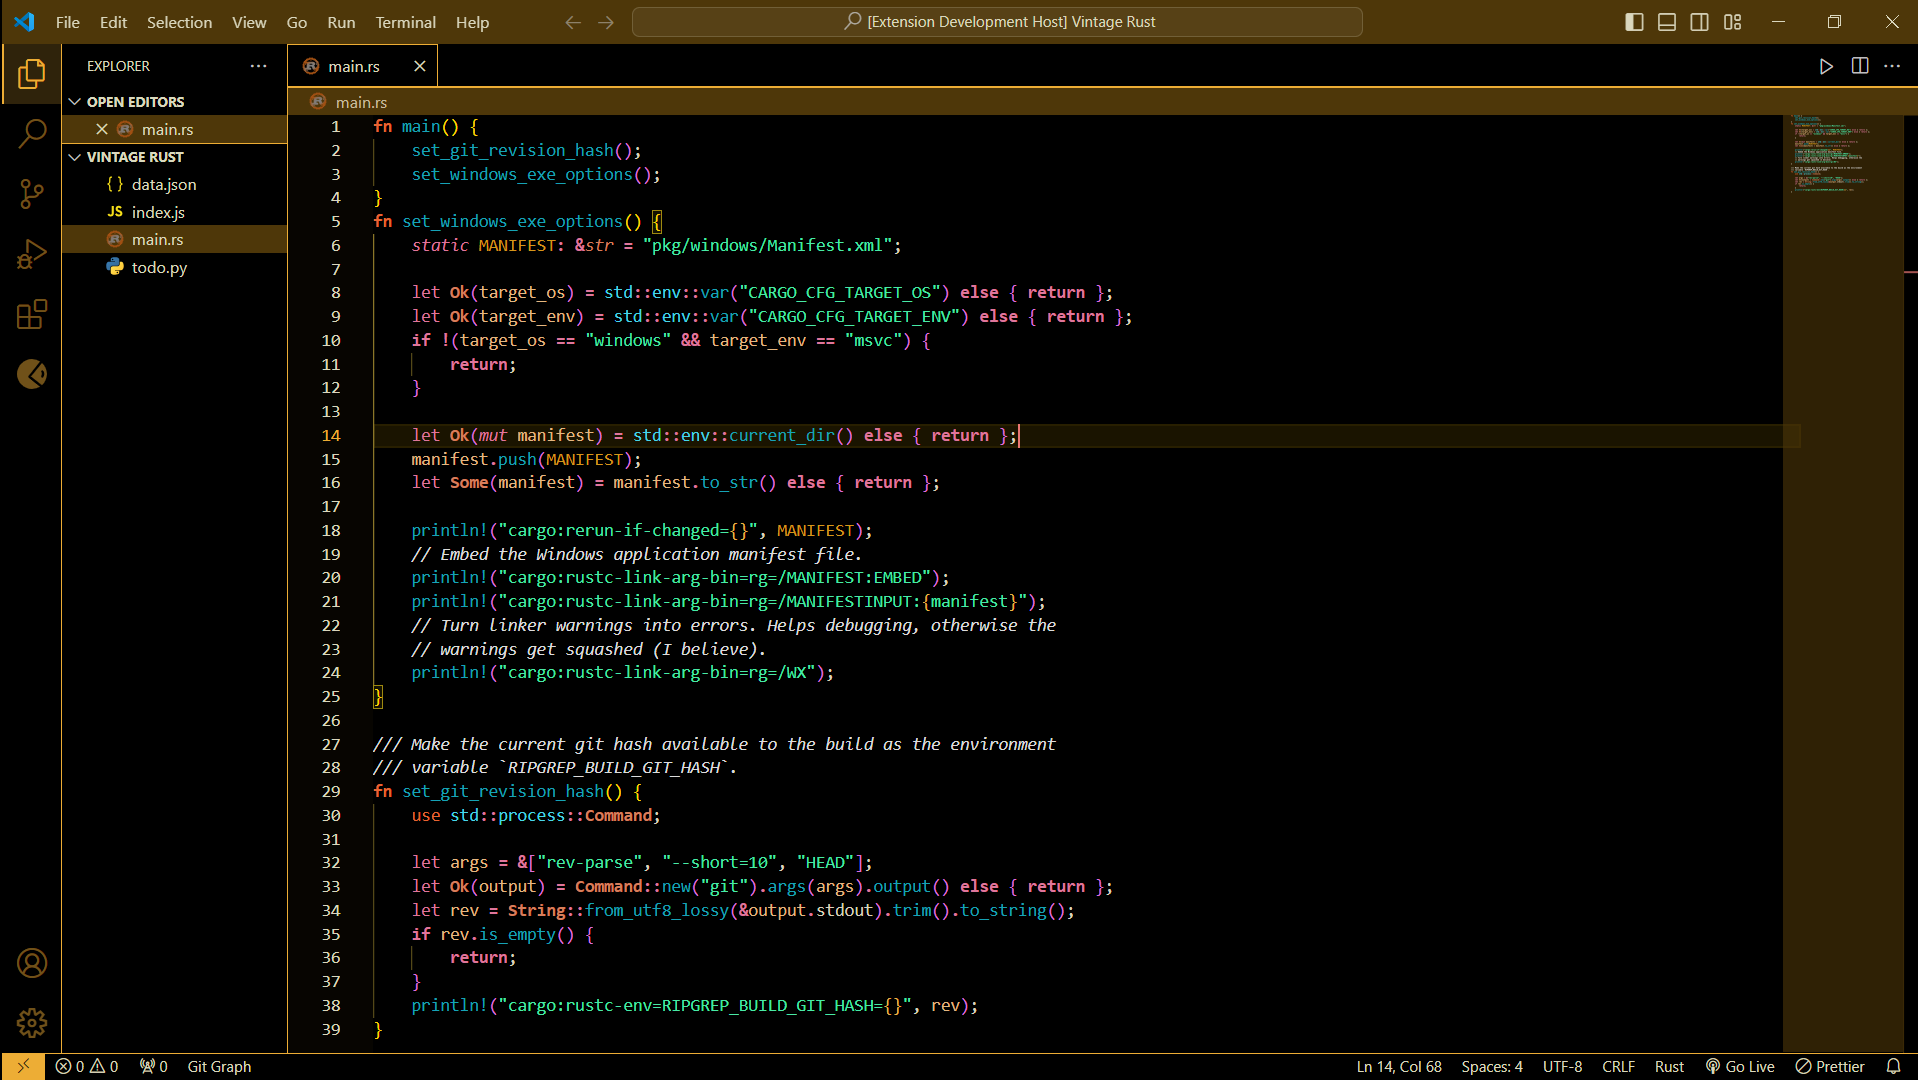 File Edit Selection View Go Run Terminal Help
[Extension Development Host] Vintage Rust
EXPLORER
OPEN EDITORS
main.rs
VINTAGE RUST
{ } data.json
JS index.js
main.rs
todo.py
main.rs
main.rs
1 fn main() {
2     set_git_revision_hash();
3     set_windows_exe_options();
4 }
5 fn set_windows_exe_options() {
6     static MANIFEST: &str = "pkg/windows/Manifest.xml";
7
8     let Ok(target_os) = std::env::var("CARGO_CFG_TARGET_OS") else { return };
9     let Ok(target_env) = std::env::var("CARGO_CFG_TARGET_ENV") else { return };
10     if !(target_os == "windows" && target_env == "msvc") {
11         return;
12     }
13
14     let Ok(mut manifest) = std::env::current_dir() else { return };
15     manifest.push(MANIFEST);
16     let Some(manifest) = manifest.to_str() else { return };
17
18     println!("cargo:rerun-if-changed={}", MANIFEST);
19     // Embed the Windows application manifest file.
20     println!("cargo:rustc-link-arg-bin=rg=/MANIFEST:EMBED");
21     println!("cargo:rustc-link-arg-bin=rg=/MANIFESTINPUT:{manifest}");
22     // Turn linker warnings into errors. Helps debugging, otherwise the
23     // warnings get squashed (I believe).
24     println!("cargo:rustc-link-arg-bin=rg=/WX");
25 }
26
27 /// Make the current git hash available to the build as the environment
28 /// variable `RIPGREP_BUILD_GIT_HASH`.
29 fn set_git_revision_hash() {
30     use std::process::Command;
31
32     let args = &["rev-parse", "--short=10", "HEAD"];
33     let Ok(output) = Command::new("git").args(args).output() else { return };
34     let rev = String::from_utf8_lossy(&output.stdout).trim().to_string();
35     if rev.is_empty() {
36         return;
37     }
38     println!("cargo:rustc-env=RIPGREP_BUILD_GIT_HASH={}", rev);
39 }
0 0 0 Git Graph
Ln 14, Col 68 Spaces: 4 UTF-8 CRLF Rust Go Live Prettier